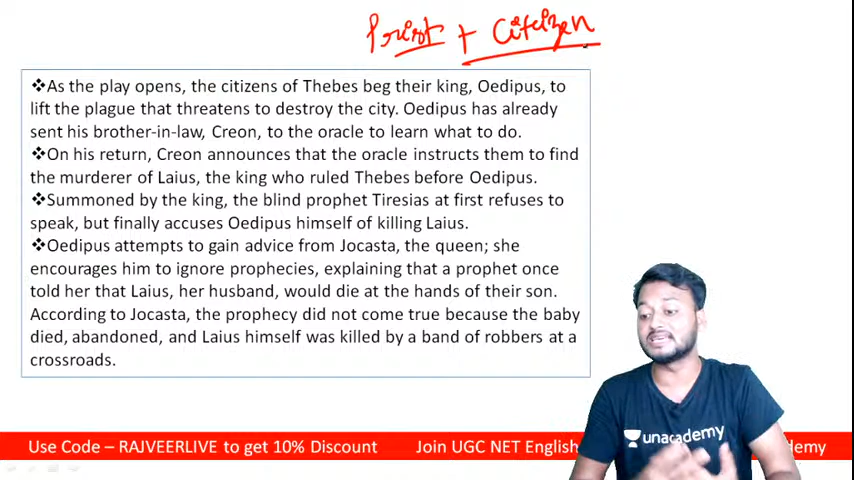 Priest + Citizen
❖As the play opens, the citizens of Thebes beg their king, Oedipus, to
lift the plague that threatens to destroy the city. Oedipus has already
sent his brother-in-law, Creon, to the oracle to learn what to do.
❖On his return, Creon announces that the oracle instructs them to find
the murderer of Laius, the king who ruled Thebes before Oedipus.
❖Summoned by the king, the blind prophet Tiresias at first refuses to
speak, but finally accuses Oedipus himself of killing Laius.
❖Oedipus attempts to gain advice from Jocasta, the queen; she
encourages him to ignore prophecies, explaining that a prophet once
told her that Laius, her husband, would die at the hands of their son.
According to Jocasta, the prophecy did not come true because the baby
died, abandoned, and Laius himself was killed by a band of robbers at a
crossroads.
unacademy
Use Code – RAJVEERLIVE to get 10% Discount Join UGC NET English demy